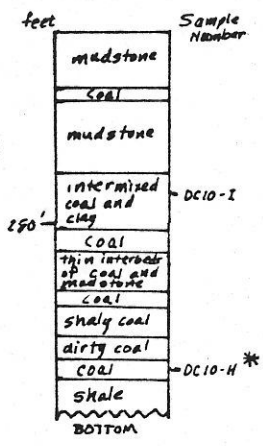 feet
Sample
Number
mudstone
coal
mudstone
intermixed
coal and
clay
DC10-I
280'
coal
thin interbeds
of coal and
mudstone
coal
shaly coal
dirty coal
coal
DC10-H *
shale
BOTTOM